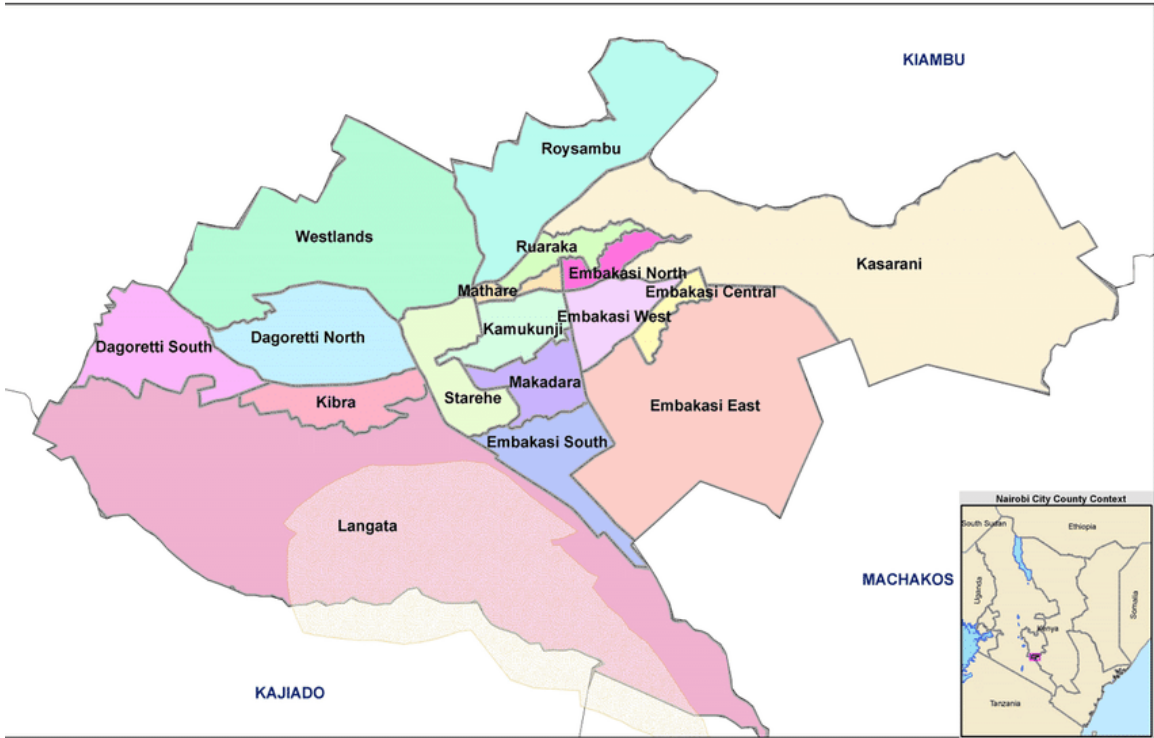 KIAMBU
Roysambu
Westlands
Ruaraka
Kasarani
Embakasi North
Mathare
Embakasi Central
Embakasi West
Kamukunji
Dagoretti North
Dagoretti South
Makadara
Kibra
Starehe
Embakasi East
Embakasi South
Langata
MACHAKOS
KAJIADO
Nairobi City County Context
South Sudan
Ethiopia
Uganda
Somalia
Kenya
Tanzania